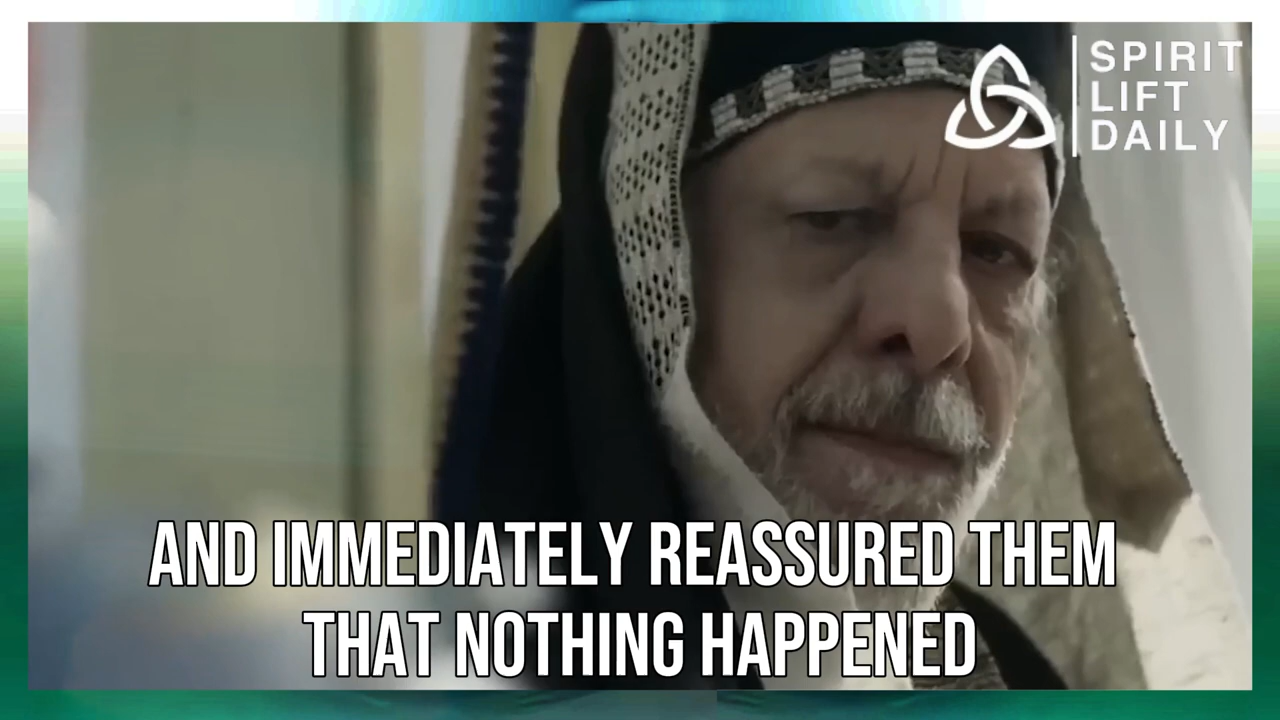 SPIRIT
LIFT
DAILY
AND IMMEDIATELY REASSURED THEM
THAT NOTHING HAPPENED